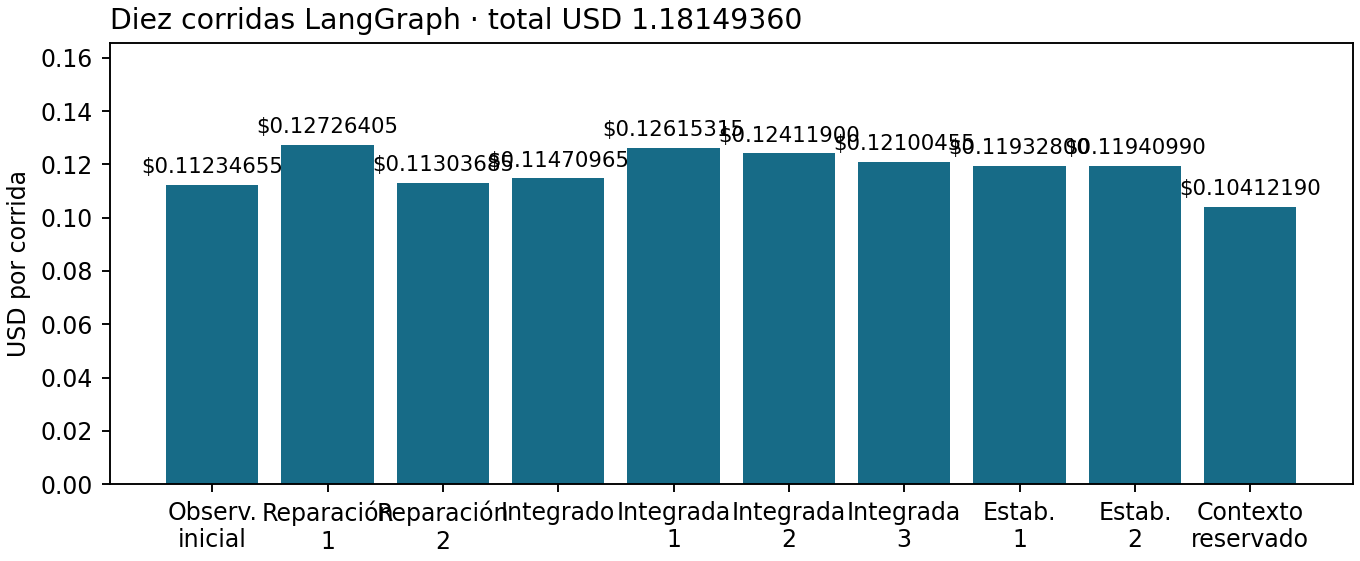 Diez corridas LangGraph · total USD 1.18149360
USD por corrida
0.16
0.14
0.12
0.10
0.08
0.06
0.04
0.02
0.00
$0.11234655
$0.12726405
$0.11303685
$0.11470965
$0.12615315
$0.12411900
$0.12100455
$0.11932800
$0.11940990
$0.10412190
Observ.
inicial
Reparación
1
Reparación
2
Integrado
Integrada
1
Integrada
2
Integrada
3
Estab.
1
Estab.
2
Contexto
reservado